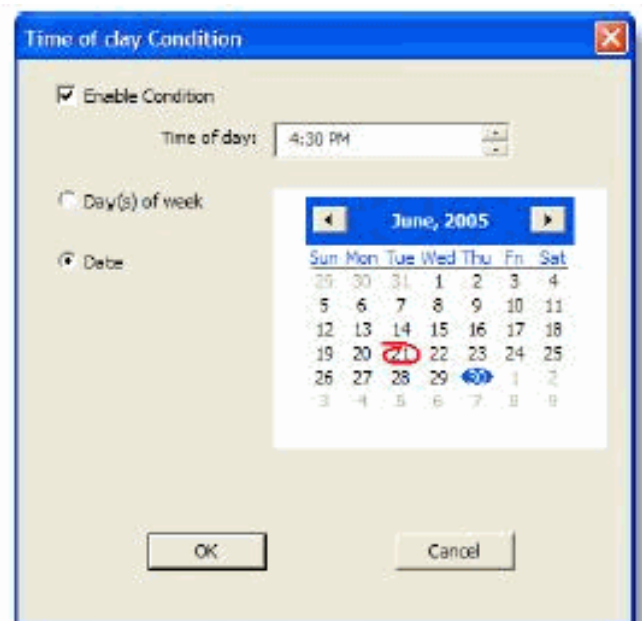 Time of clay Condition
Enable Condition
Time of day: 4:30 PM
Day(s) of week
June, 2005
Date
Sun Mon Tue Wed Thu Fri Sat
29 30 31 1 2 3 4
5 6 7 8 9 10 11
12 13 14 15 16 17 18
19 20 21 22 23 24 25
26 27 28 29 30 1 2
3 4 5 6 7 8 9
OK Cancel